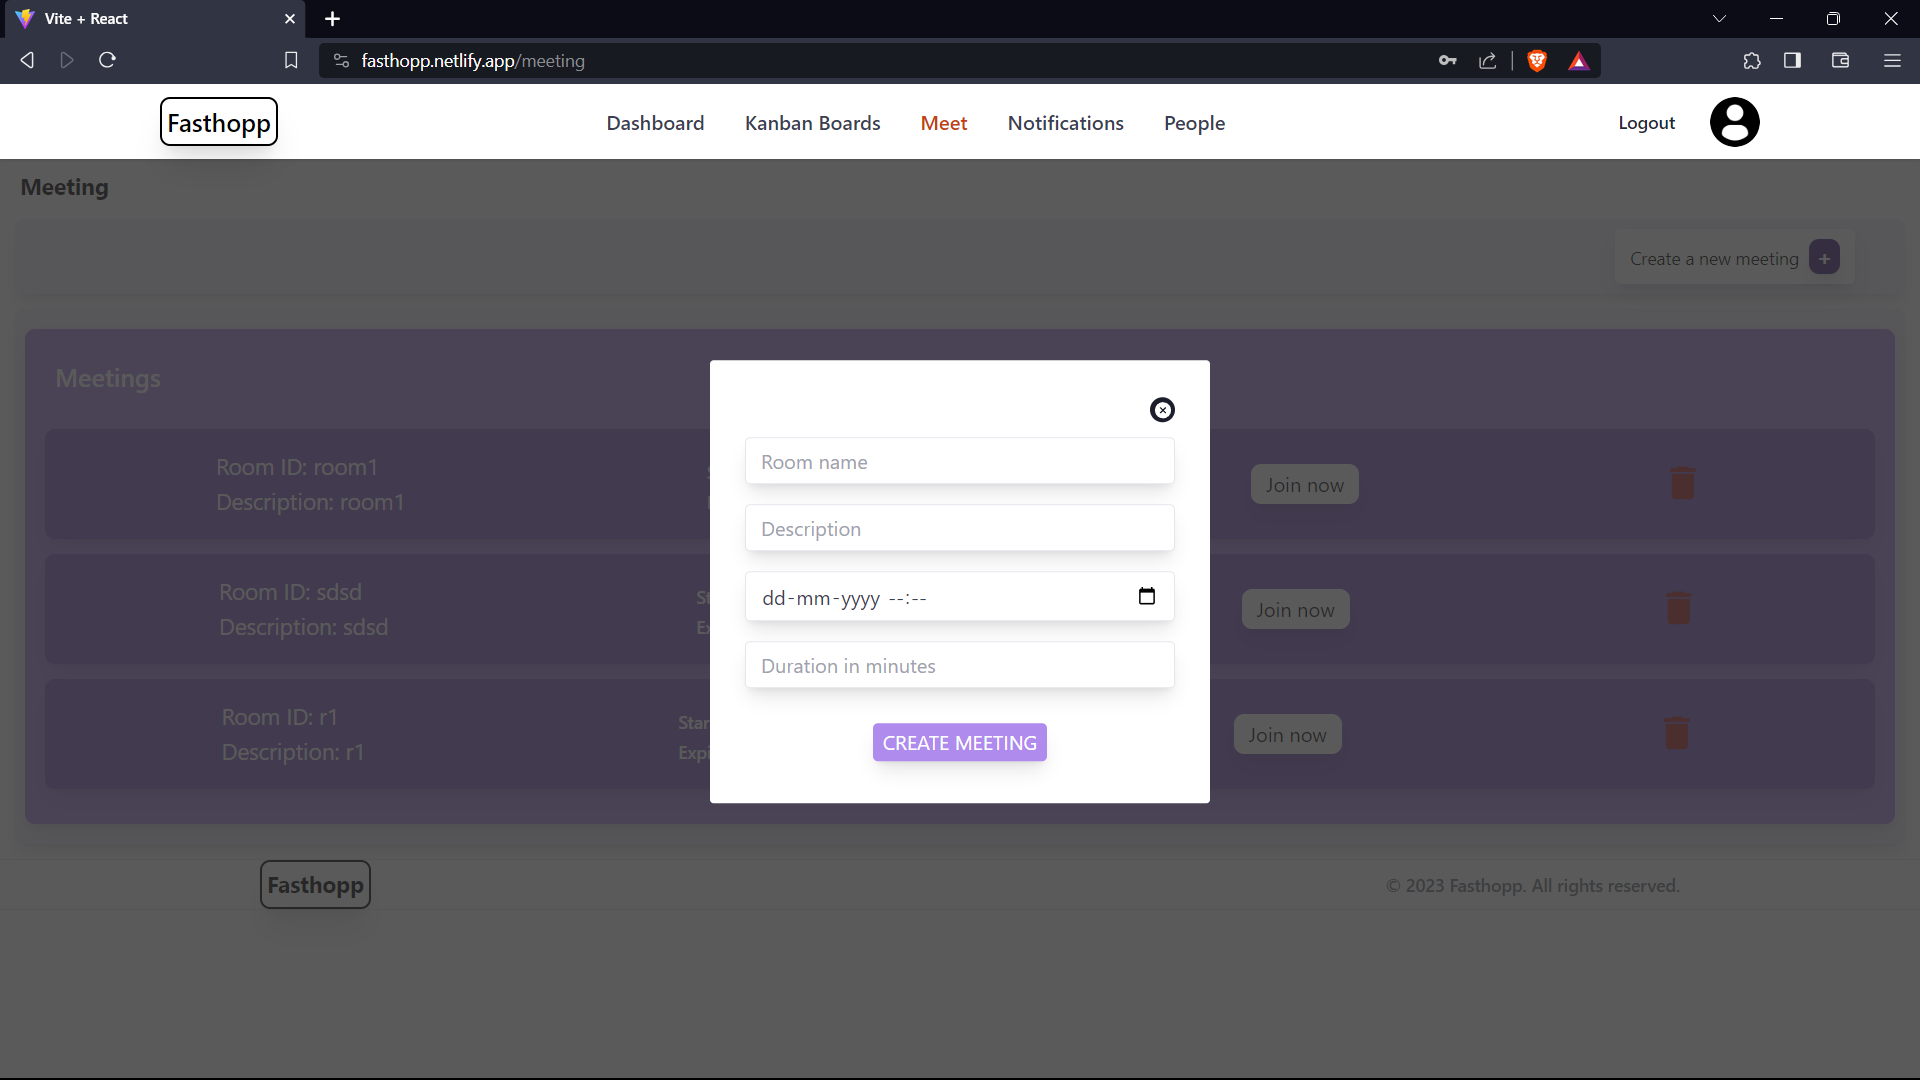 Vite + React
fasthopp.netlify.app/meeting
Fasthopp
Dashboard
Kanban Boards
Meet
Notifications
People
Logout
Meeting
Create a new meeting +
Meetings
Room ID: room1
Description: room1
Join now
Room ID: sdsd
Description: sdsd
Join now
Room ID: r1
Description: r1
Join now
Room name
Description
dd-mm-yyyy --:--
Duration in minutes
CREATE MEETING
Fasthopp
© 2023 Fasthopp. All rights reserved.